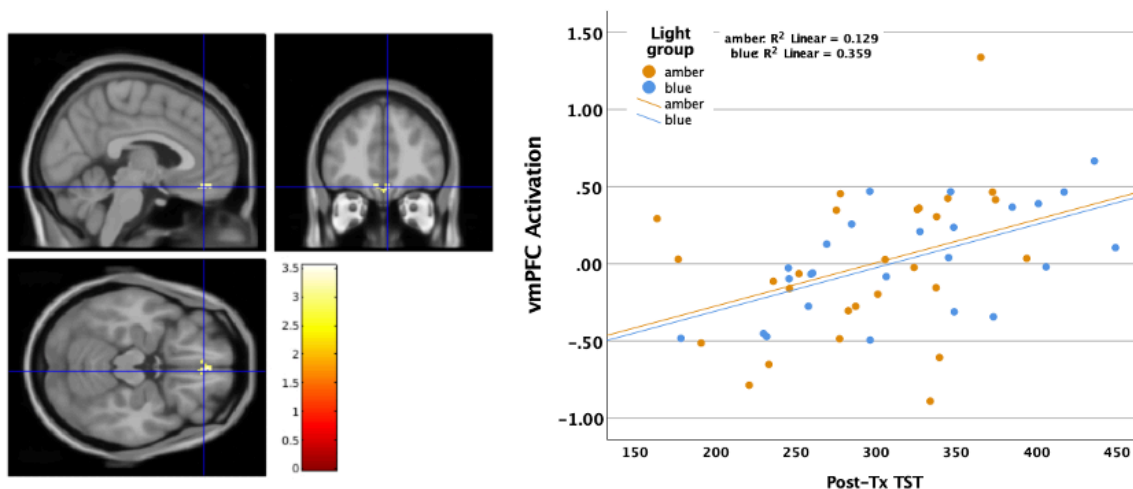 3.5
3
2.5
2
1.5
1
0.5
0
vmPFC Activation
1.50
1.00
.50
.00
-.50
-1.00
Light
group
amber
blue
amber
blue
amber: R² Linear = 0.129
blue: R² Linear = 0.359
150 200 250 300 350 400 450
Post-Tx TST